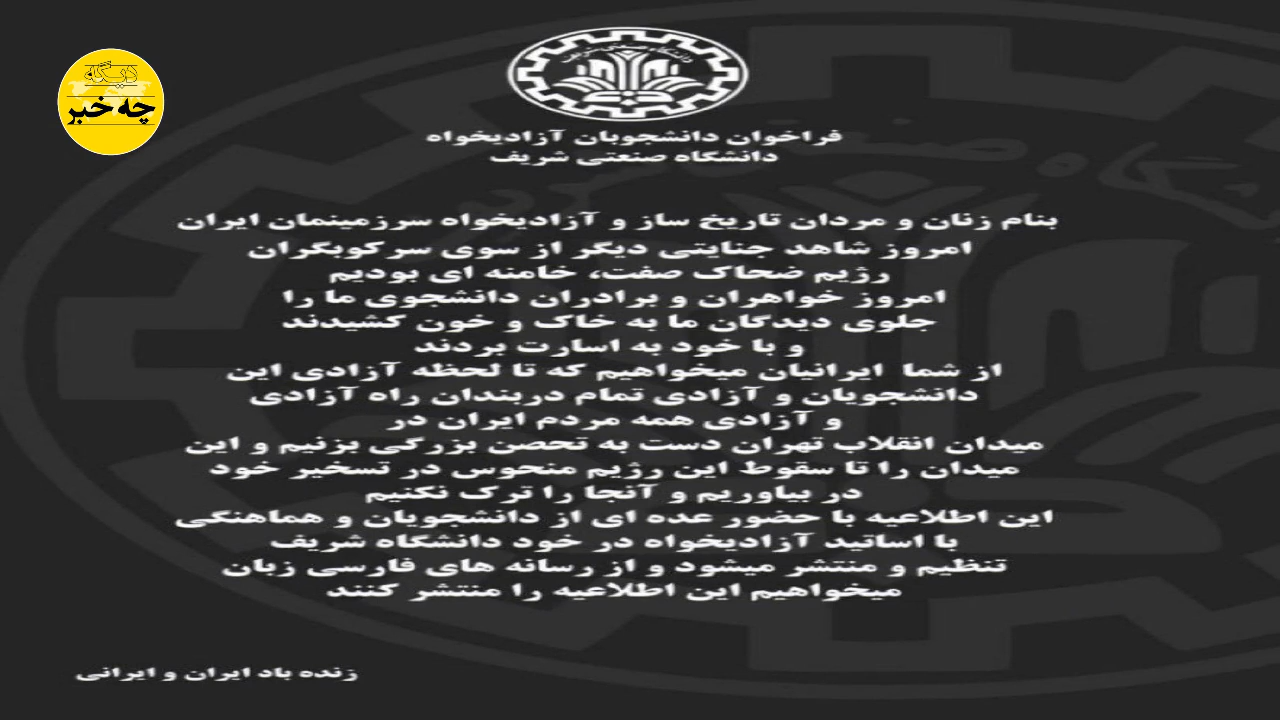 دیگه
چه خبر
دانشگاه صنعتی شریف
فراخوان دانشجویان آزادیخواه
دانشگاه صنعتی شریف
بنام زنان و مردان تاریخ ساز و آزادیخواه سرزمینمان ایران
امروز شاهد جنایتی دیگر از سوی سرکوبگران
رژیم ضحاک صفت، خامنه ای بودیم
امروز خواهران و برادران دانشجوی ما را
جلوی دیدگان ما به خاک و خون کشیدند
و با خود به اسارت بردند
از شما ایرانیان میخواهیم که تا لحظه آزادی این
دانشجویان و آزادی تمام دربندان راه آزادی
و آزادی همه مردم ایران در
میدان انقلاب تهران دست به تحصن بزرگی بزنیم و این
میدان را تا سقوط این رژیم منحوس در تسخیر خود
در بیاوریم و آنجا را ترک نکنیم
این اطلاعیه با حضور عده ای از دانشجویان و هماهنگی
با اساتید آزادیخواه در خود دانشگاه شریف
تنظیم و منتشر میشود و از رسانه های فارسی زبان
میخواهیم این اطلاعیه را منتشر کنند
زنده باد ایران و ایرانی